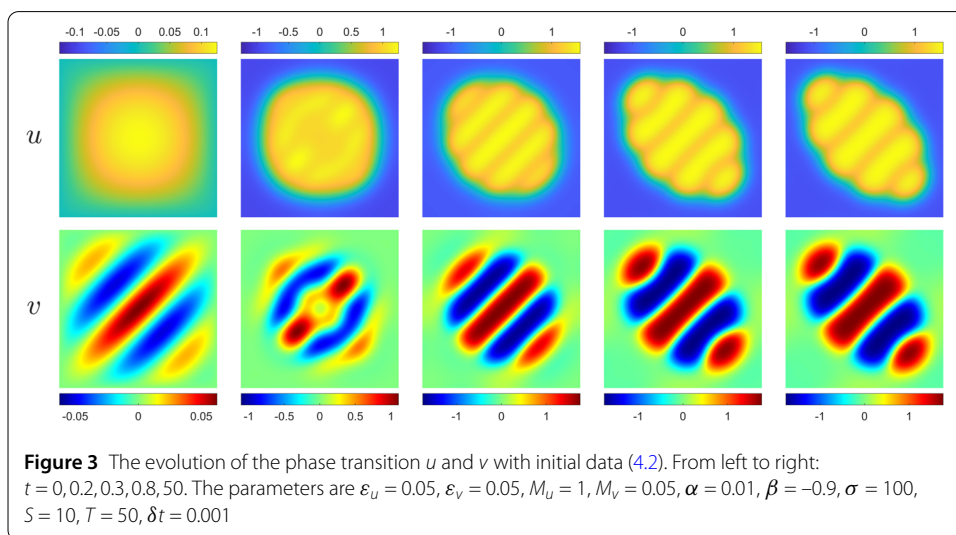 -0.1 -0.05 0 0.05 0.1
-1 -0.5 0 0.5 1
-1 0 1
-1 0 1
-1 0 1
u
v
-0.05 0 0.05
-1 -0.5 0 0.5 1
-1 0 1
-1 0 1
-1 0 1
Figure 3 The evolution of the phase transition u and v with initial data (4.2). From left to right:
t = 0, 0.2, 0.3, 0.8, 50. The parameters are εu = 0.05, εv = 0.05, Mu = 1, Mv = 0.05, α = 0.01, β = –0.9, σ = 100,
S = 10, T = 50, δt = 0.001